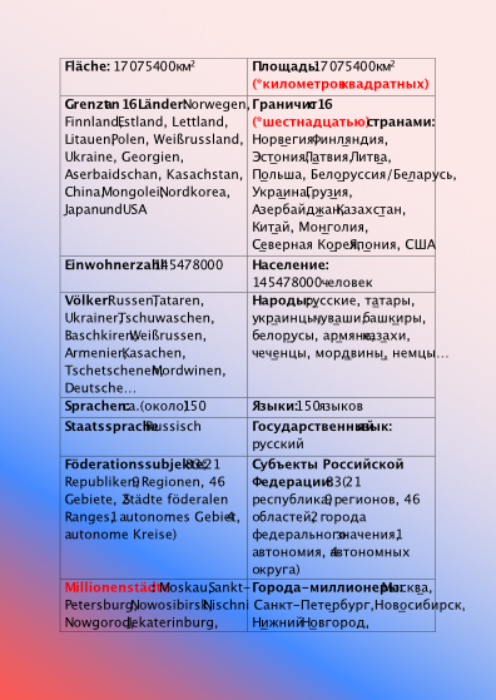 Fläche: 17075400км²
Площадь:17075400км²
(*километров квадратных)
Grenzt an 16 Länder: Norwegen,
Finnland, Estland, Lettland,
Litauen, Polen, Weißrussland,
Ukraine, Georgien,
Aserbaidschan, Kasachstan,
China, Mongolei, Nordkorea,
Japan und USA
Граничит с 16
(*шестнадцатью) странами:
Норвегия, Финляндия,
Эстония, Латвия, Литва,
Польша, Белоруссия/Беларусь,
Украина, Грузия,
Азербайджан, Казахстан,
Китай, Монголия,
Северная Корея, Япония, США
Einwohnerzahl: 145478000
Население:
145478000 человек
Völker: Russen, Tataren,
Ukrainer, Tschuwaschen,
Baschkiren, Weißrussen,
Armenier, Kasachen,
Tschetschenen, Mordwinen,
Deutsche...
Народы: русские, татары,
украинцы, чуваши, башкиры,
белорусы, армяне, казахи,
чеченцы, мордвины, немцы...
Sprachen: ca.(около)150
Языки: 150 языков
Staatssprache: Russisch
Государственный язык:
русский
Föderationssubjekte: 83(21
Republiken, 9 Regionen, 46
Gebiete, 2 Städte föderalen
Ranges, 1 autonomes Gebiet, 4
autonome Kreise)
Субъекты Российской
Федерации: 83(21
республика, 9 регионов, 46
областей, 2 города
федерального значения, 1
автономия, 4 автономных
округа)
Millionenstädte: Moskau, Sankt-
Petersburg, Nowosibirsk, Nischni
Nowgorod, Jekaterinburg,
Города-миллионеры: Москва,
Санкт-Петербург, Новосибирск,
Нижний Новгород,